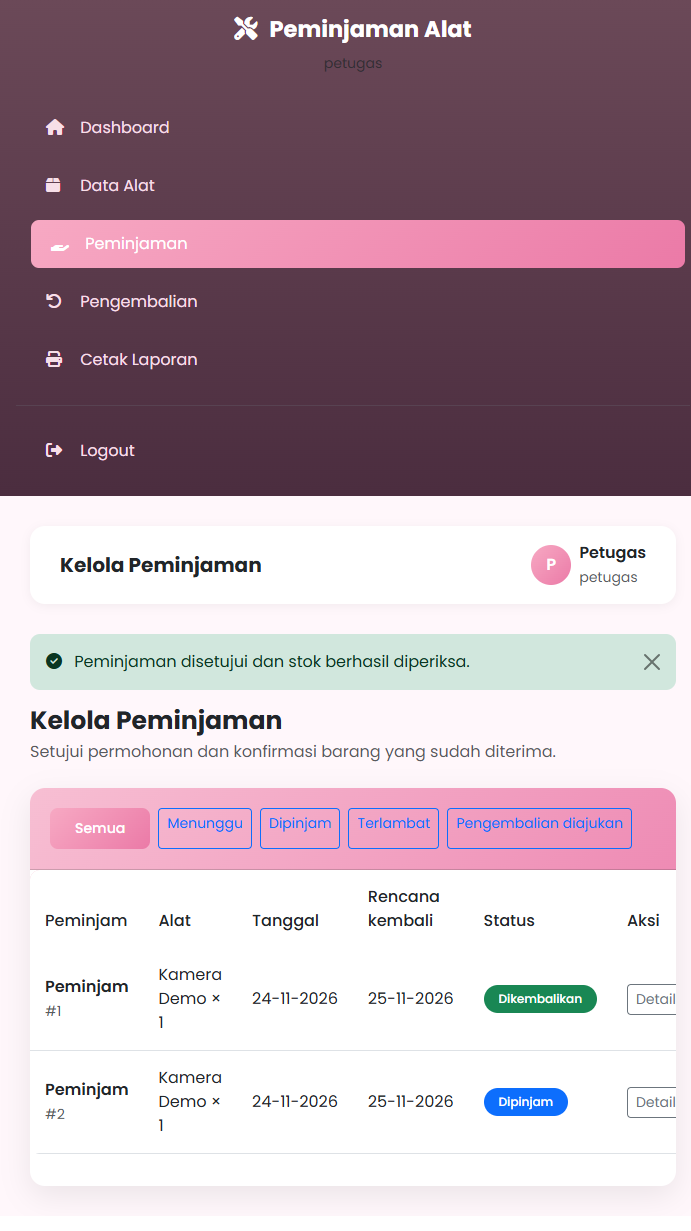 Peminjaman Alat
petugas
Dashboard
Data Alat
Peminjaman
Pengembalian
Cetak Laporan
Logout
Kelola Peminjaman
P
Petugas
petugas
Peminjaman disetujui dan stok berhasil diperiksa.
Kelola Peminjaman
Setujui permohonan dan konfirmasi barang yang sudah diterima.
Semua Menunggu Dipinjam Terlambat Pengembalian diajukan
Peminjam Alat Tanggal Rencana kembali Status Aksi
Peminjam
#1
Kamera
Demo ×
1
24-11-2026
25-11-2026
Dikembalikan
Detail
Peminjam
#2
Kamera
Demo ×
1
24-11-2026
25-11-2026
Dipinjam
Detail